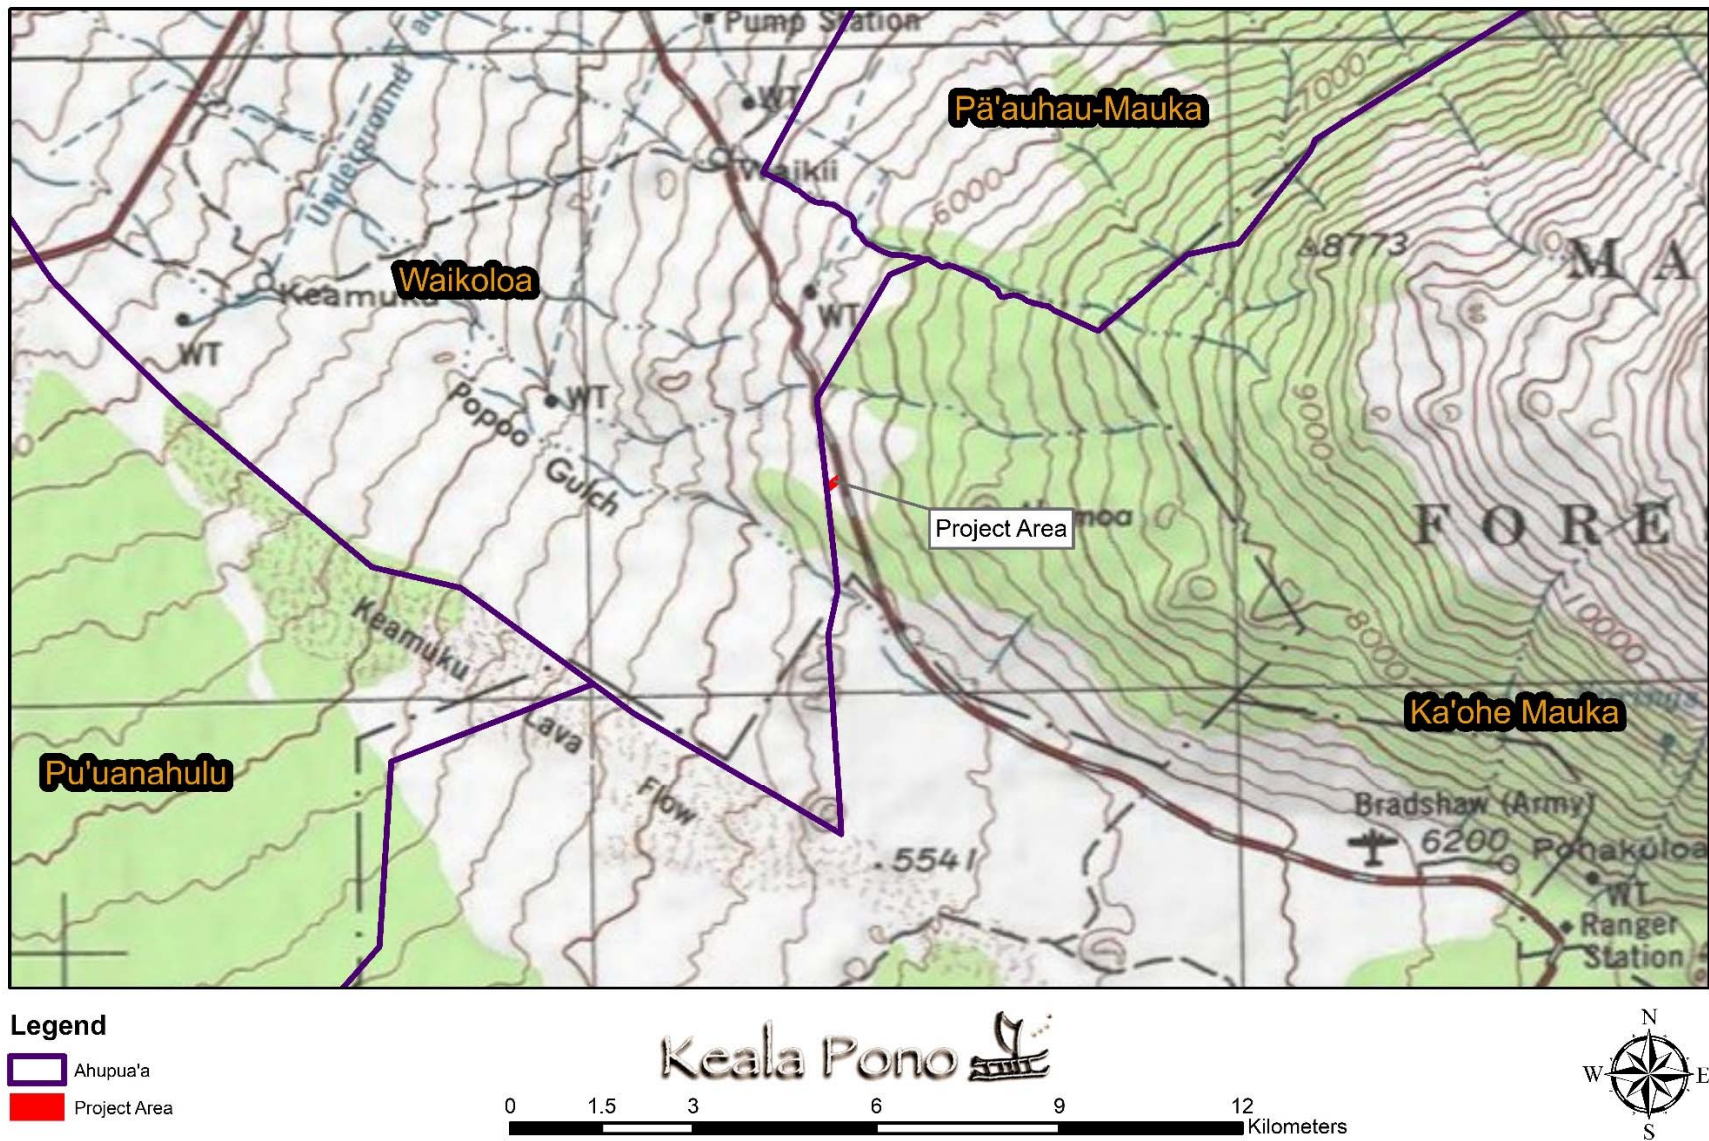 Pump Station
Underground
WT
Pä'auhau-Mauka
7000
Waikii
6000
8773
M A
Waikoloa
Keamuku
WT
WT
WT
Popoo Gulch
9000
Project Area
moa
F O R E
Keamuku
Lava
Flow
8000
10000
Ka'ohe Mauka
Pu'uanahulu
Bradshaw (Army)
6200
Pohakuloa
5541
WT
Ranger
Station
Legend
Ahupua'a
Project Area
Keala Pono
0 1.5 3 6 9 12
Kilometers
N
W E
S